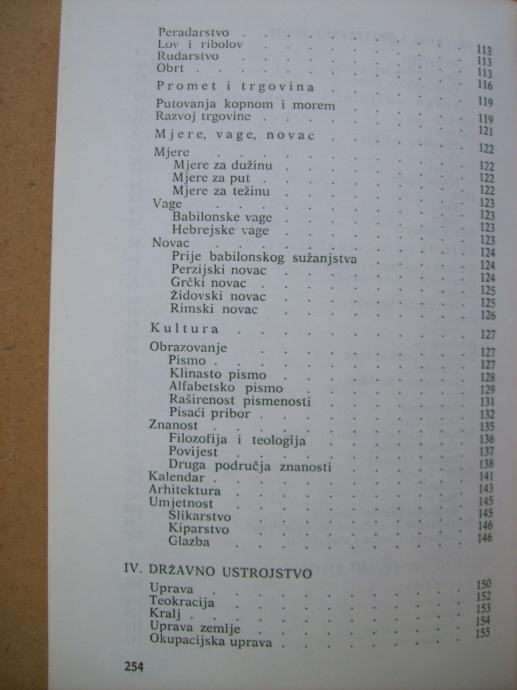 Peradarstvo . . . . . . . . 113
Lov i ribolov . . . . . . . . 113
Rudarstvo . . . . . . . . 113
Obrt . . . . . . . . 116
Promet i trgovina . . . . . . 119
Putovanja kopnom i morem . . . . . 119
Razvoj trgovine . . . . . . . 121
Mjere, vage, novac . . . . . . 122
Mjere . . . . . . . . . 122
Mjere za dužinu . . . . . . . 122
Mjere za put . . . . . . . 122
Mjere za težinu . . . . . . . 123
Vage . . . . . . . . . 123
Babilonske vage . . . . . . . 123
Hebrejske vage . . . . . . . 123
Novac . . . . . . . . . 124
Prije babilonskog sužanjstva . . . . . 124
Perzijski novac . . . . . . . 124
Grčki novac . . . . . . . . 125
Židovski novac . . . . . . . 125
Rimski novac . . . . . . . 126
Kultura . . . . . . . . 127
Obrazovanje . . . . . . . . 127
Pismo . . . . . . . . . 127
Klinasto pismo . . . . . . . 128
Alfabetsko pismo . . . . . . . 129
Raširenost pismenosti . . . . . . 131
Pisaći pribor . . . . . . . . 132
Znanost . . . . . . . . . 135
Filozofija i teologija . . . . . . 136
Povijest . . . . . . . . 137
Druga područja znanosti . . . . . 138
Kalendar . . . . . . . . . 141
Arhitektura . . . . . . . . 143
Umjetnost . . . . . . . . 145
Slikarstvo . . . . . . . . 145
Kiparstvo . . . . . . . . 146
Glazba . . . . . . . . 146
IV. DRŽAVNO USTROJSTVO
Uprava . . . . . . . . . 150
Teokracija . . . . . . . . 152
Kralj . . . . . . . . . 153
Uprava zemlje . . . . . . . 154
Okupacijska uprava . . . . . . . 155
254